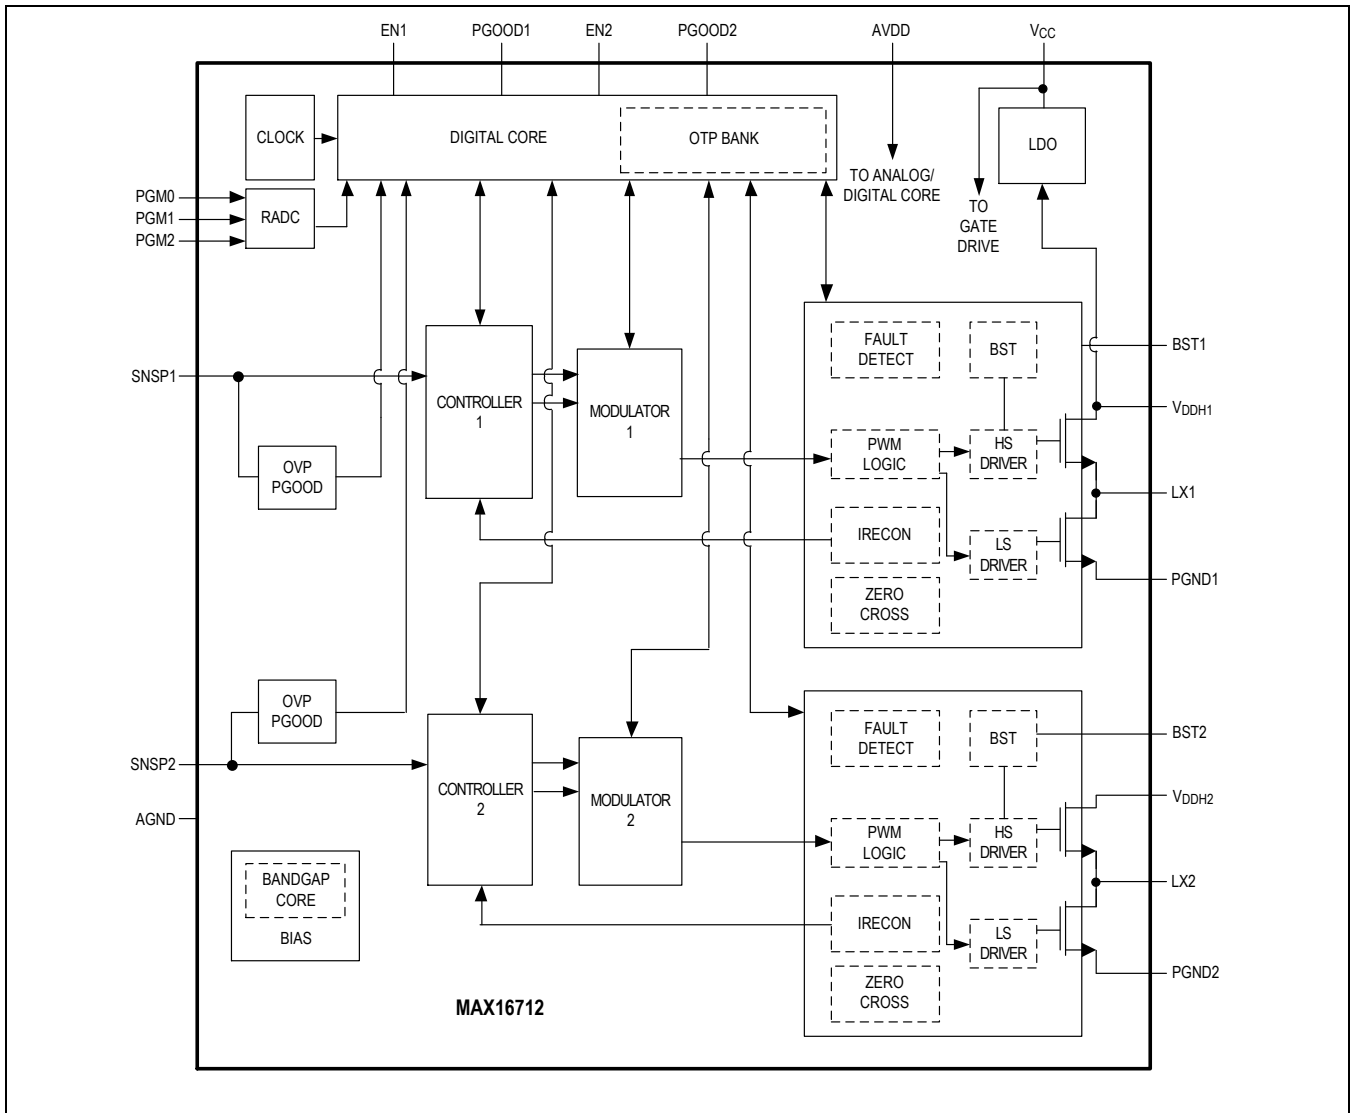 EN1
PGOOD1
EN2
PGOOD2
AVDD
VCC
CLOCK
DIGITAL CORE
OTP BANK
LDO
TO ANALOG/
DIGITAL CORE
TO
GATE
DRIVE
PGM0
PGM1
PGM2
RADC
SNSP1
OVP
PGOOD
CONTROLLER
1
MODULATOR
1
FAULT
DETECT
BST
PWM
LOGIC
HS
DRIVER
IRECON
LS
DRIVER
ZERO
CROSS
BST1
VDDH1
LX1
PGND1
OVP
PGOOD
SNSP2
AGND
CONTROLLER
2
MODULATOR
2
FAULT
DETECT
BST
PWM
LOGIC
HS
DRIVER
IRECON
LS
DRIVER
ZERO
CROSS
BST2
VDDH2
LX2
PGND2
BANDGAP
CORE
BIAS
MAX16712